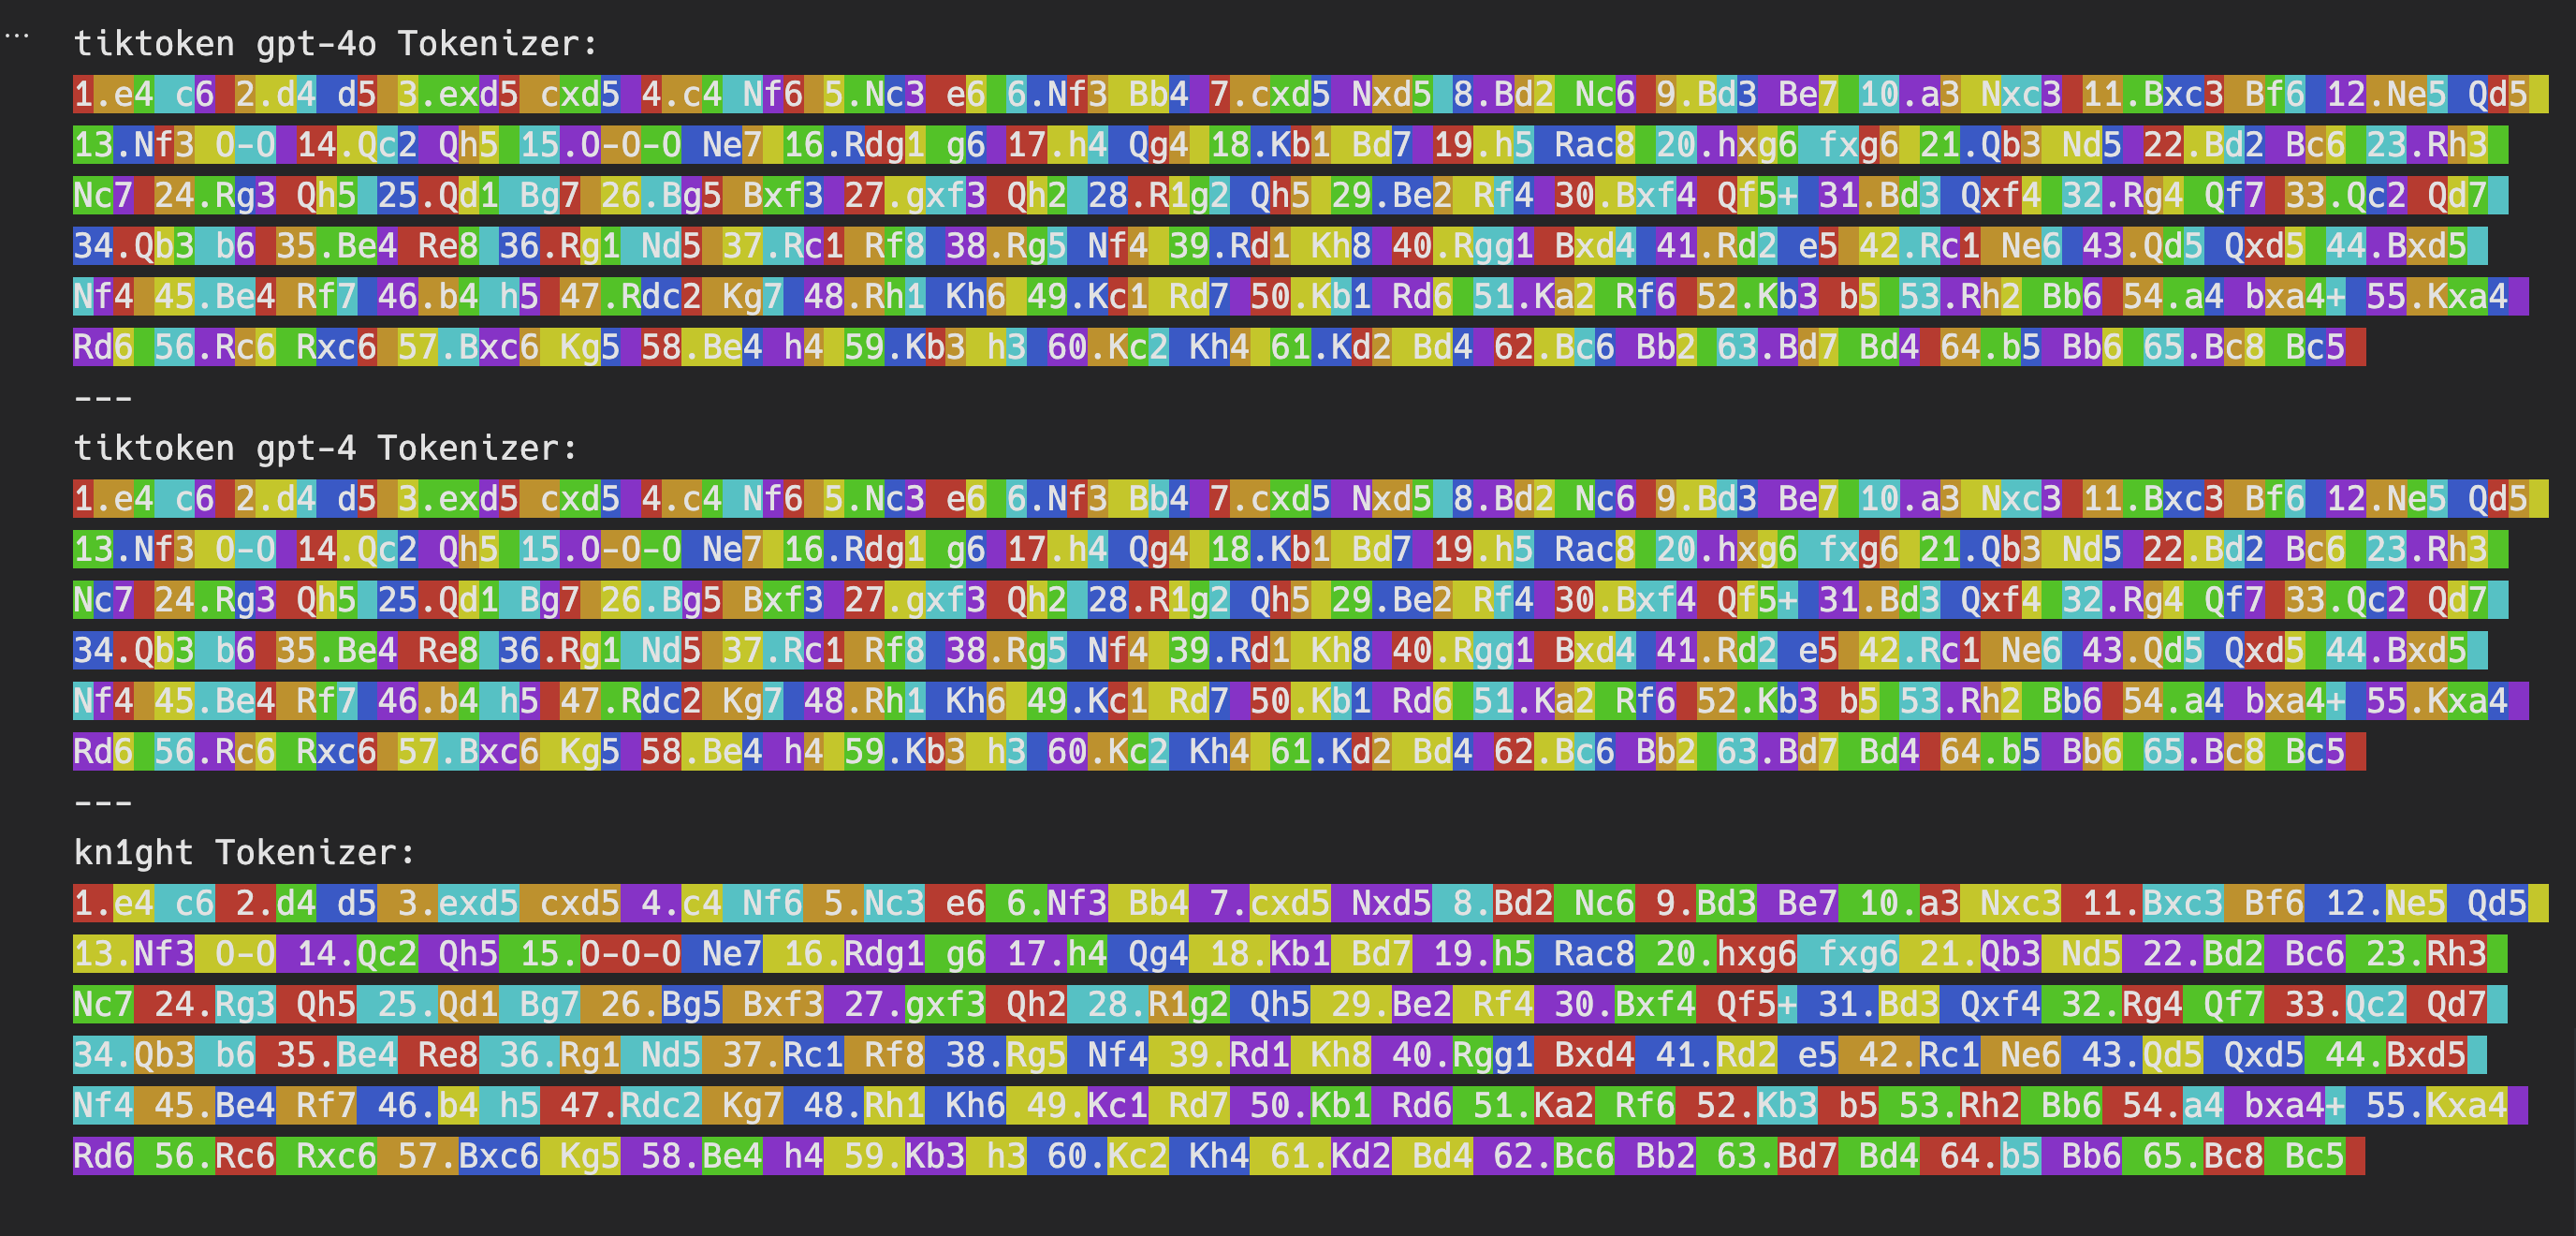 ...
tiktoken gpt-4o Tokenizer:
1.e4 c6 2.d4 d5 3.exd5 cxd5 4.c4 Nf6 5.Nc3 e6 6.Nf3 Bb4 7.cxd5 Nxd5 8.Bd2 Nc6 9.Bd3 Be7 10.a3 Nxc3 11.Bxc3 Bf6 12.Ne5 Qd5
13.Nf3 O-O 14.Qc2 Qh5 15.O-O-O Ne7 16.Rdg1 g6 17.h4 Qg4 18.Kb1 Bd7 19.h5 Rac8 20.hxg6 fxg6 21.Qb3 Nd5 22.Bd2 Bc6 23.Rh3
Nc7 24.Rg3 Qh5 25.Qd1 Bg7 26.Bg5 Bxf3 27.gxf3 Qh2 28.R1g2 Qh5 29.Be2 Rf4 30.Bxf4 Qf5+ 31.Bd3 Qxf4 32.Rg4 Qf7 33.Qc2 Qd7
34.Qb3 b6 35.Be4 Re8 36.Rg1 Nd5 37.Rc1 Rf8 38.Rg5 Nf4 39.Rd1 Kh8 40.Rgg1 Bxd4 41.Rd2 e5 42.Rc1 Ne6 43.Qd5 Qxd5 44.Bxd5
Nf4 45.Be4 Rf7 46.b4 h5 47.Rdc2 Kg7 48.Rh1 Kh6 49.Kc1 Rd7 50.Kb1 Rd6 51.Ka2 Rf6 52.Kb3 b5 53.Rh2 Bb6 54.a4 bxa4+ 55.Kxa4
Rd6 56.Rc6 Rxc6 57.Bxc6 Kg5 58.Be4 h4 59.Kb3 h3 60.Kc2 Kh4 61.Kd2 Bd4 62.Bc6 Bb2 63.Bd7 Bd4 64.b5 Bb6 65.Bc8 Bc5
---
tiktoken gpt-4 Tokenizer:
1.e4 c6 2.d4 d5 3.exd5 cxd5 4.c4 Nf6 5.Nc3 e6 6.Nf3 Bb4 7.cxd5 Nxd5 8.Bd2 Nc6 9.Bd3 Be7 10.a3 Nxc3 11.Bxc3 Bf6 12.Ne5 Qd5
13.Nf3 O-O 14.Qc2 Qh5 15.O-O-O Ne7 16.Rdg1 g6 17.h4 Qg4 18.Kb1 Bd7 19.h5 Rac8 20.hxg6 fxg6 21.Qb3 Nd5 22.Bd2 Bc6 23.Rh3
Nc7 24.Rg3 Qh5 25.Qd1 Bg7 26.Bg5 Bxf3 27.gxf3 Qh2 28.R1g2 Qh5 29.Be2 Rf4 30.Bxf4 Qf5+ 31.Bd3 Qxf4 32.Rg4 Qf7 33.Qc2 Qd7
34.Qb3 b6 35.Be4 Re8 36.Rg1 Nd5 37.Rc1 Rf8 38.Rg5 Nf4 39.Rd1 Kh8 40.Rgg1 Bxd4 41.Rd2 e5 42.Rc1 Ne6 43.Qd5 Qxd5 44.Bxd5
Nf4 45.Be4 Rf7 46.b4 h5 47.Rdc2 Kg7 48.Rh1 Kh6 49.Kc1 Rd7 50.Kb1 Rd6 51.Ka2 Rf6 52.Kb3 b5 53.Rh2 Bb6 54.a4 bxa4+ 55.Kxa4
Rd6 56.Rc6 Rxc6 57.Bxc6 Kg5 58.Be4 h4 59.Kb3 h3 60.Kc2 Kh4 61.Kd2 Bd4 62.Bc6 Bb2 63.Bd7 Bd4 64.b5 Bb6 65.Bc8 Bc5
---
kn1ght Tokenizer:
1.e4 c6 2.d4 d5 3.exd5 cxd5 4.c4 Nf6 5.Nc3 e6 6.Nf3 Bb4 7.cxd5 Nxd5 8.Bd2 Nc6 9.Bd3 Be7 10.a3 Nxc3 11.Bxc3 Bf6 12.Ne5 Qd5
13.Nf3 O-O 14.Qc2 Qh5 15.O-O-O Ne7 16.Rdg1 g6 17.h4 Qg4 18.Kb1 Bd7 19.h5 Rac8 20.hxg6 fxg6 21.Qb3 Nd5 22.Bd2 Bc6 23.Rh3
Nc7 24.Rg3 Qh5 25.Qd1 Bg7 26.Bg5 Bxf3 27.gxf3 Qh2 28.R1g2 Qh5 29.Be2 Rf4 30.Bxf4 Qf5+ 31.Bd3 Qxf4 32.Rg4 Qf7 33.Qc2 Qd7
34.Qb3 b6 35.Be4 Re8 36.Rg1 Nd5 37.Rc1 Rf8 38.Rg5 Nf4 39.Rd1 Kh8 40.Rgg1 Bxd4 41.Rd2 e5 42.Rc1 Ne6 43.Qd5 Qxd5 44.Bxd5
Nf4 45.Be4 Rf7 46.b4 h5 47.Rdc2 Kg7 48.Rh1 Kh6 49.Kc1 Rd7 50.Kb1 Rd6 51.Ka2 Rf6 52.Kb3 b5 53.Rh2 Bb6 54.a4 bxa4+ 55.Kxa4
Rd6 56.Rc6 Rxc6 57.Bxc6 Kg5 58.Be4 h4 59.Kb3 h3 60.Kc2 Kh4 61.Kd2 Bd4 62.Bc6 Bb2 63.Bd7 Bd4 64.b5 Bb6 65.Bc8 Bc5